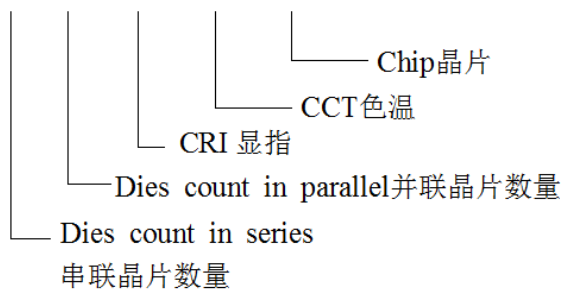 Chip晶片
CCT色温
CRI 显指
Dies count in parallel并联晶片数量
Dies count in series
串联晶片数量